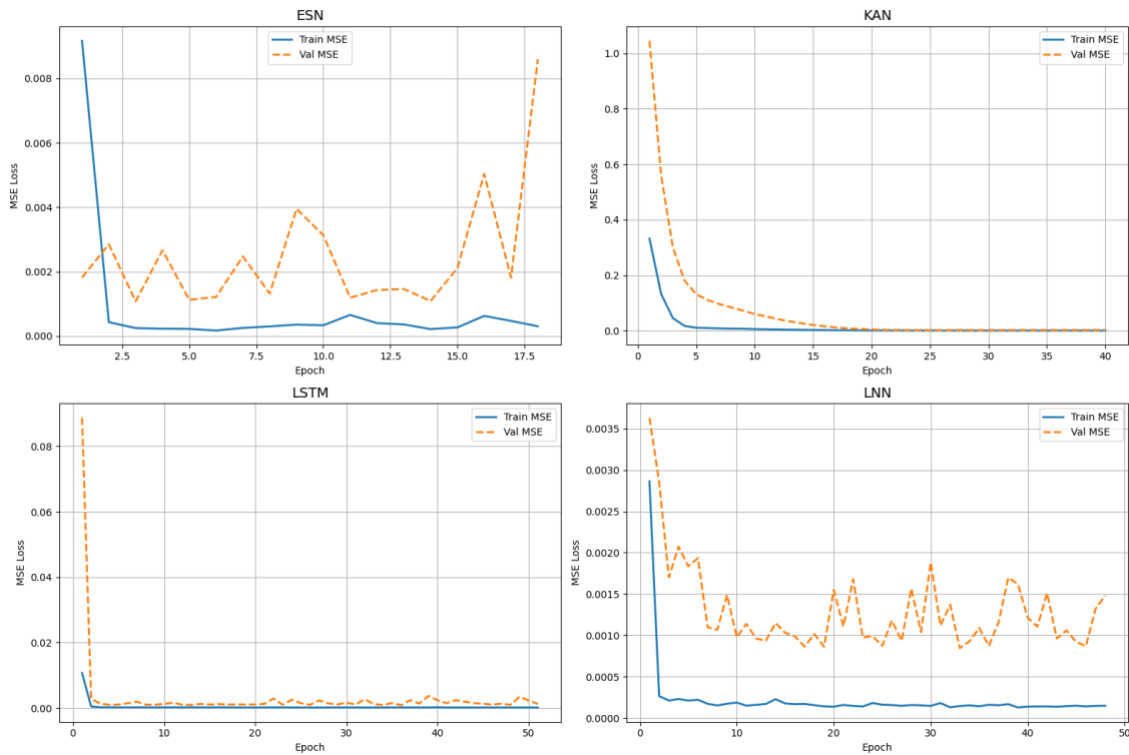 ESN
MSE Loss
0.008
0.006
0.004
0.002
0.000
Train MSE
Val MSE
2.5 5.0 7.5 10.0 12.5 15.0 17.5
Epoch
KAN
MSE Loss
1.0
0.8
0.6
0.4
0.2
0.0
Train MSE
Val MSE
0 5 10 15 20 25 30 35 40
Epoch
LSTM
MSE Loss
0.08
0.06
0.04
0.02
0.00
Train MSE
Val MSE
0 10 20 30 40 50
Epoch
LNN
MSE Loss
0.0035
0.0030
0.0025
0.0020
0.0015
0.0010
0.0005
0.0000
Train MSE
Val MSE
0 10 20 30 40 50
Epoch